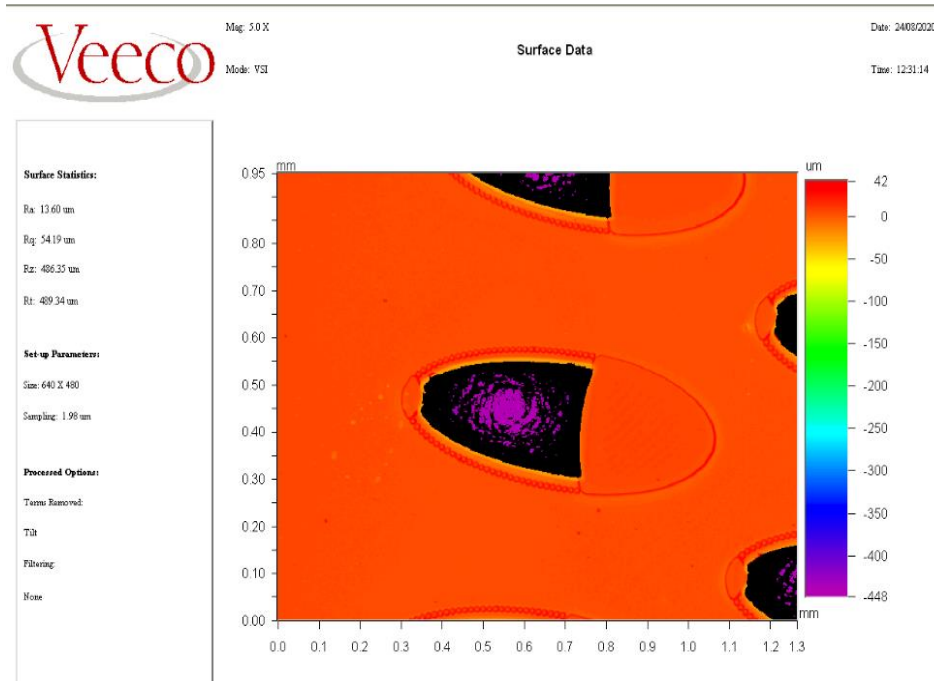 Veeco
Mag: 5.0 X
Mode: VSI
Surface Data
Date: 24/08/2020
Time: 12:31:14
Surface Statistics:
Ra: 13.60 um
Rq: 54.19 um
Rz: 486.35 um
Rt: 489.34 um
Set-up Parameters:
Size: 640 X 480
Sampling: 1.98 um
Processed Options:
Terms Removed:
Tilt
Filtering:
None
mm
0.95
0.80
0.70
0.60
0.50
0.40
0.30
0.20
0.10
0.00
0.0 0.1 0.2 0.3 0.4 0.5 0.6 0.7 0.8 0.9 1.0 1.1 1.2 1.3
mm
um
42
0
-50
-100
-150
-200
-250
-300
-350
-400
-448